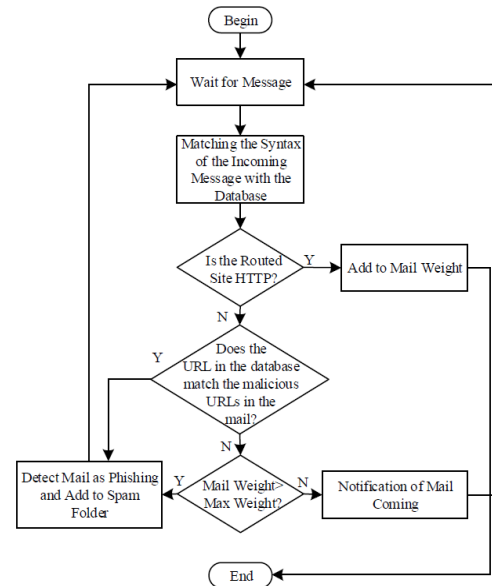 Begin
Wait for Message
Matching the Syntax
of the Incoming
Message with the
Database
Is the Routed
Site HTTP?
Y
Add to Mail Weight
N
Does the
URL in the database
match the malicious
URLs in the
mail?
Y
N
Detect Mail as Phishing
and Add to Spam
Folder
Y
Mail Weight>
Max Weight?
N
Notification of Mail
Coming
End